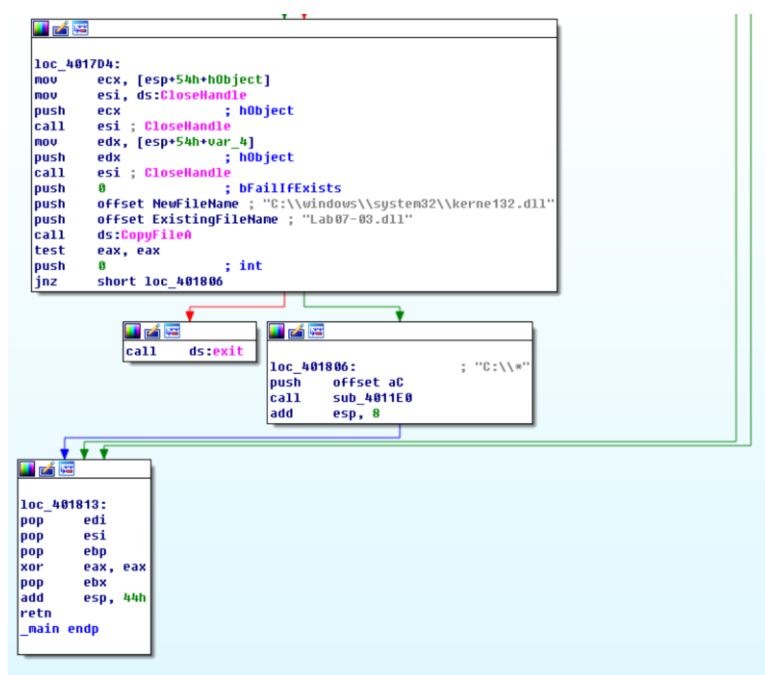 loc_4017D4:
mov     ecx, [esp+54h+hObject]
mov     esi, ds:CloseHandle
push    ecx             ; hObject
call    esi ; CloseHandle
mov     edx, [esp+54h+var_4]
push    edx             ; hObject
call    esi ; CloseHandle
push    0               ; bFailIfExists
push    offset NewFileName ; "C:\\windows\\system32\\kerne132.dll"
push    offset ExistingFileName ; "Lab07-03.dll"
call    ds:CopyFileA
test    eax, eax
push    0               ; int
jnz     short loc_401806
call    ds:exit
loc_401806:             ; "C:\\*"
push    offset aC
call    sub_4011E0
add     esp, 8
loc_401813:
pop     edi
pop     esi
pop     ebp
xor     eax, eax
pop     ebx
add     esp, 44h
retn
_main endp